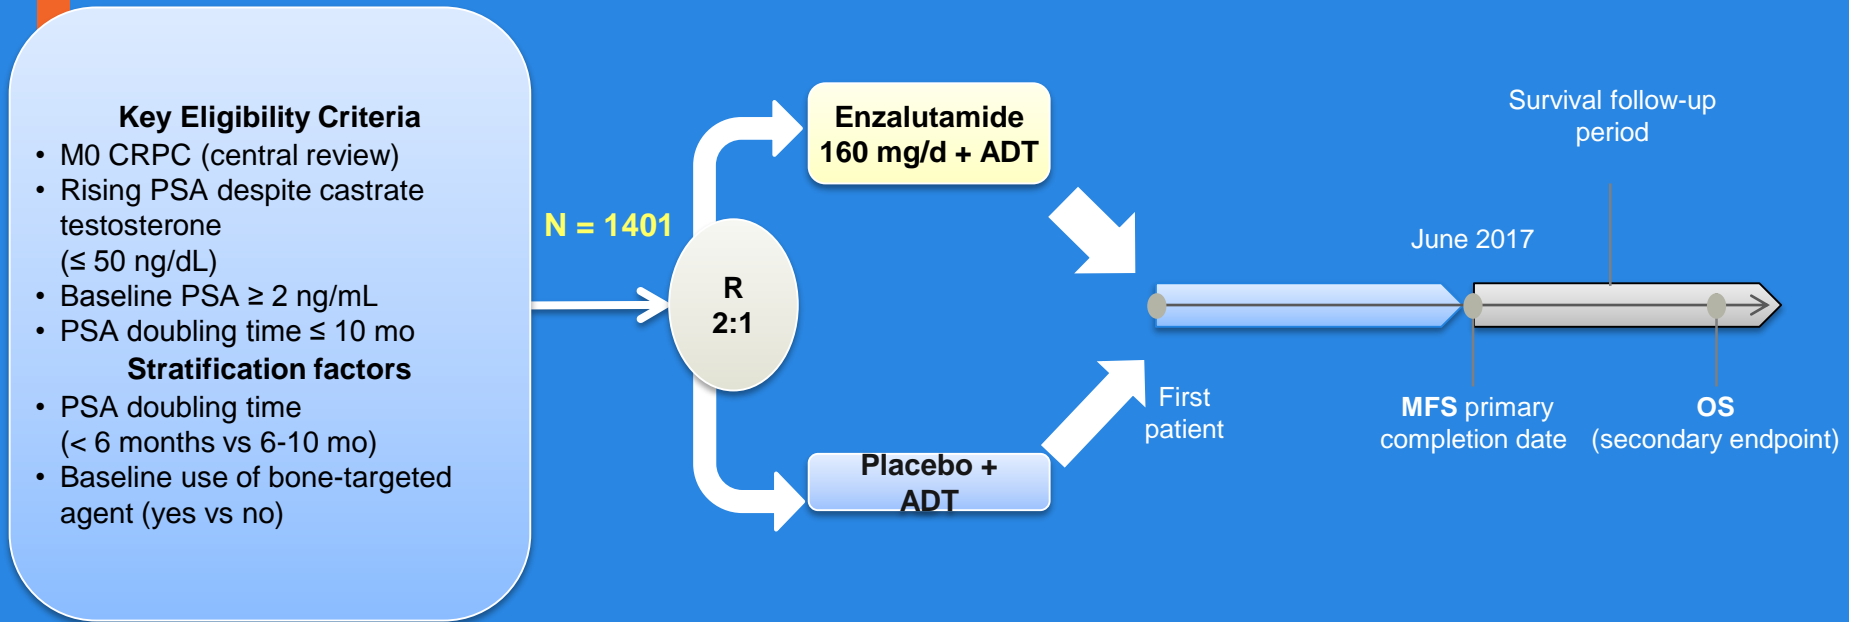 Key Eligibility Criteria
• M0 CRPC (central review)
• Rising PSA despite castrate
testosterone
(≤ 50 ng/dL)
• Baseline PSA ≥ 2 ng/mL
• PSA doubling time ≤ 10 mo
Stratification factors
• PSA doubling time
(< 6 months vs 6-10 mo)
• Baseline use of bone-targeted
agent (yes vs no)
N = 1401
R
2:1
Enzalutamide
160 mg/d + ADT
Placebo +
ADT
First
patient
June 2017
Survival follow-up
period
MFS primary
completion date
OS
(secondary endpoint)